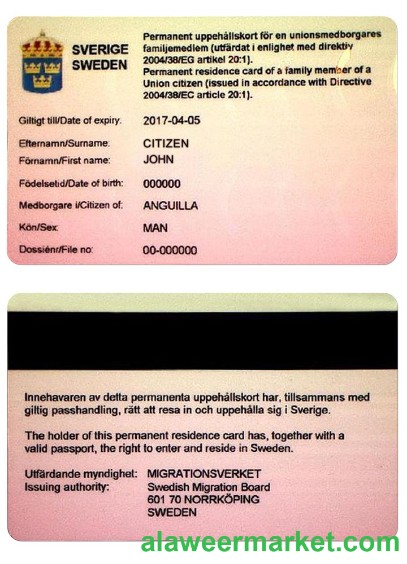 SVERIGE
SWEDEN
Permanent uppehållskort för en unionsmedborgares
familjemedlem (utfärdat i enlighet med direktiv
2004/38/EG artikel 20:1).
Permanent residence card of a family member of a
Union citizen (issued in accordance with Directive
2004/38/EC article 20:1).
Giltigt till/Date of expiry: 2017-04-05
Efternamn/Surname: CITIZEN
Förnamn/First name: JOHN
Födelsetid/Date of birth: 000000
Medborgare i/Citizen of: ANGUILLA
Kön/Sex: MAN
Dossiénr/File no: 00-000000
Innehavaren av detta permanenta uppehållskort har, tillsammans med
giltig passhandling, rätt att resa in och uppehålla sig i Sverige.
The holder of this permanent residence card has, together with a
valid passport, the right to enter and reside in Sweden.
Utfärdande myndighet: MIGRATIONSVERKET
Issuing authority: Swedish Migration Board
601 70 NORRKÖPING
SWEDEN
alaweermarket.com